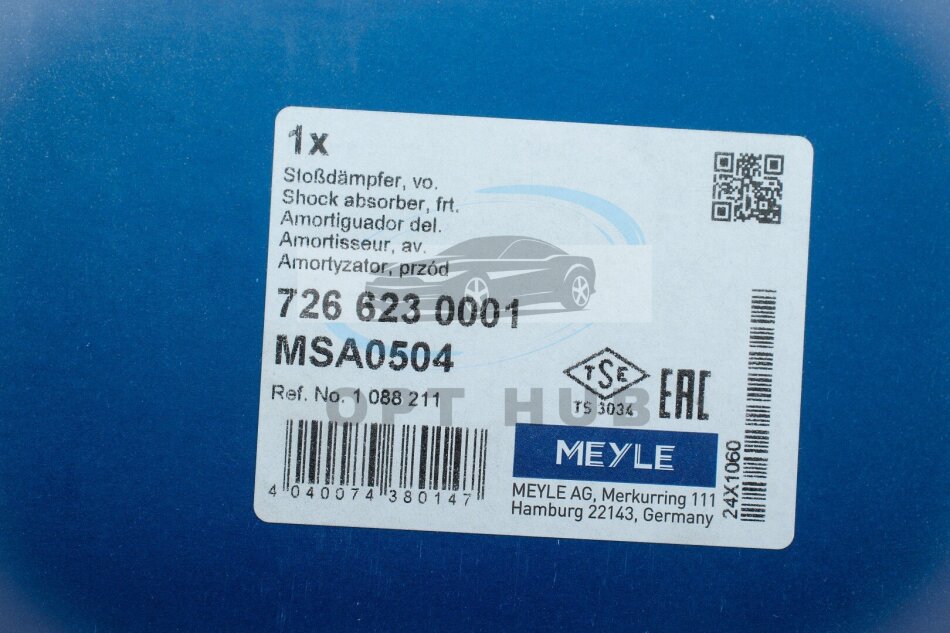 1x
Stoßdämpfer, vo.
Shock absorber, frt.
Amortiguador del.
Amortisseur, av.
Amortyzator, przód
726 623 0001
MSA0504
Ref. No. 1 088 211
OPT HUB
4 040074 380147
TSE
TS 3034
EAC
MEYLE
MEYLE AG, Merkurring 111
Hamburg 22143, Germany
24X1060